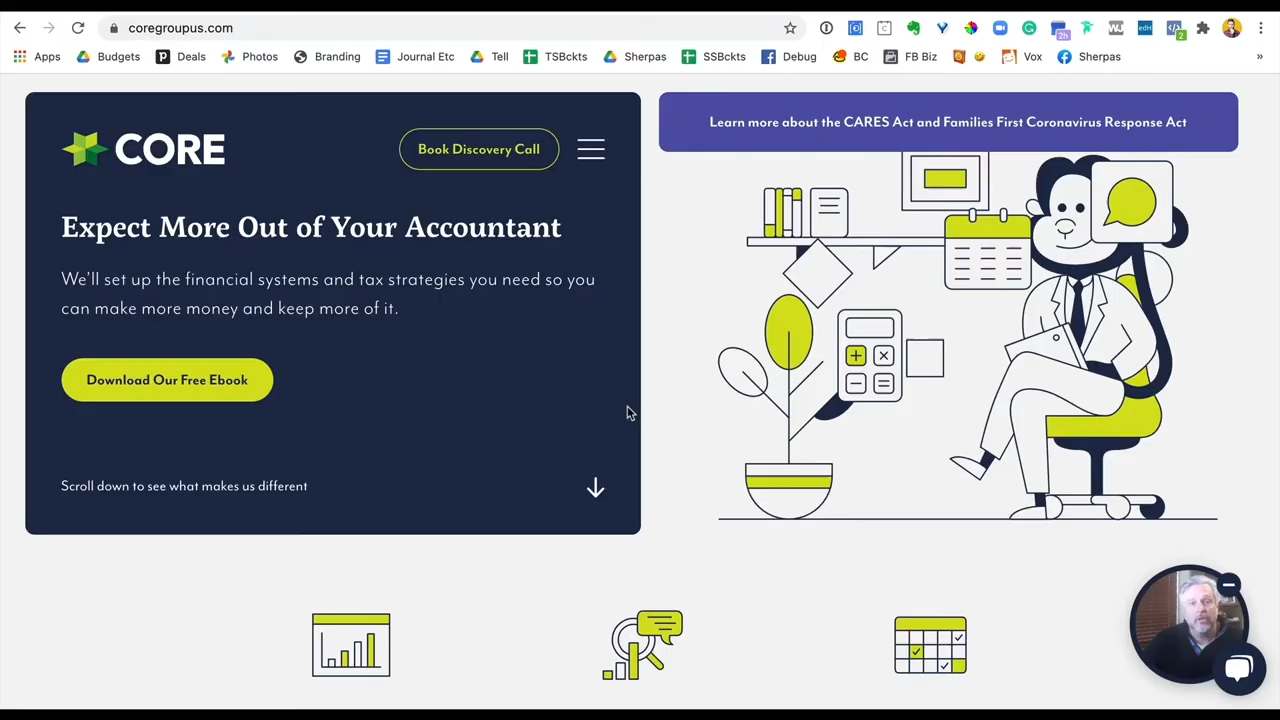 coregroupus.com
2h
2
Apps Budgets Deals Photos Branding Journal Etc Tell TSBckts Sherpas SSBckts Debug BC FB Biz Vox Sherpas »
CORE
Book Discovery Call
Expect More Out of Your Accountant
We'll set up the financial systems and tax strategies you need so you
can make more money and keep more of it.
Download Our Free Ebook
Scroll down to see what makes us different
Learn more about the CARES Act and Families First Coronavirus Response Act